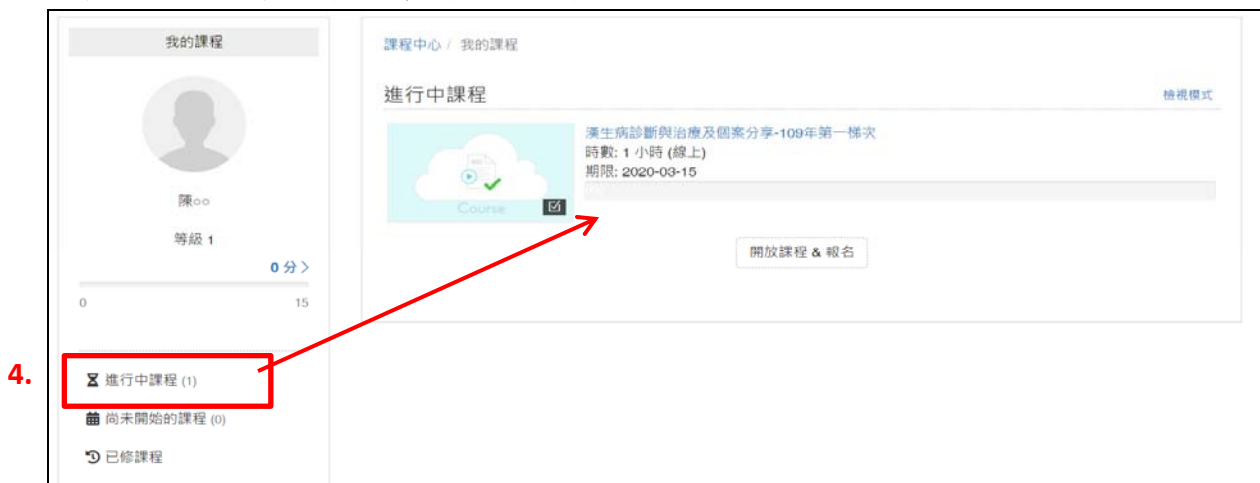 我的課程
陳○○
等級 1
0 分 >
0 15
4.
進行中課程 (1)
尚未開始的課程 (0)
已修課程
課程中心 / 我的課程
進行中課程
檢視模式
Course
漢生病診斷與治療及個案分享-109年第一梯次
時數: 1 小時 (線上)
期限: 2020-03-15
開放課程 & 報名